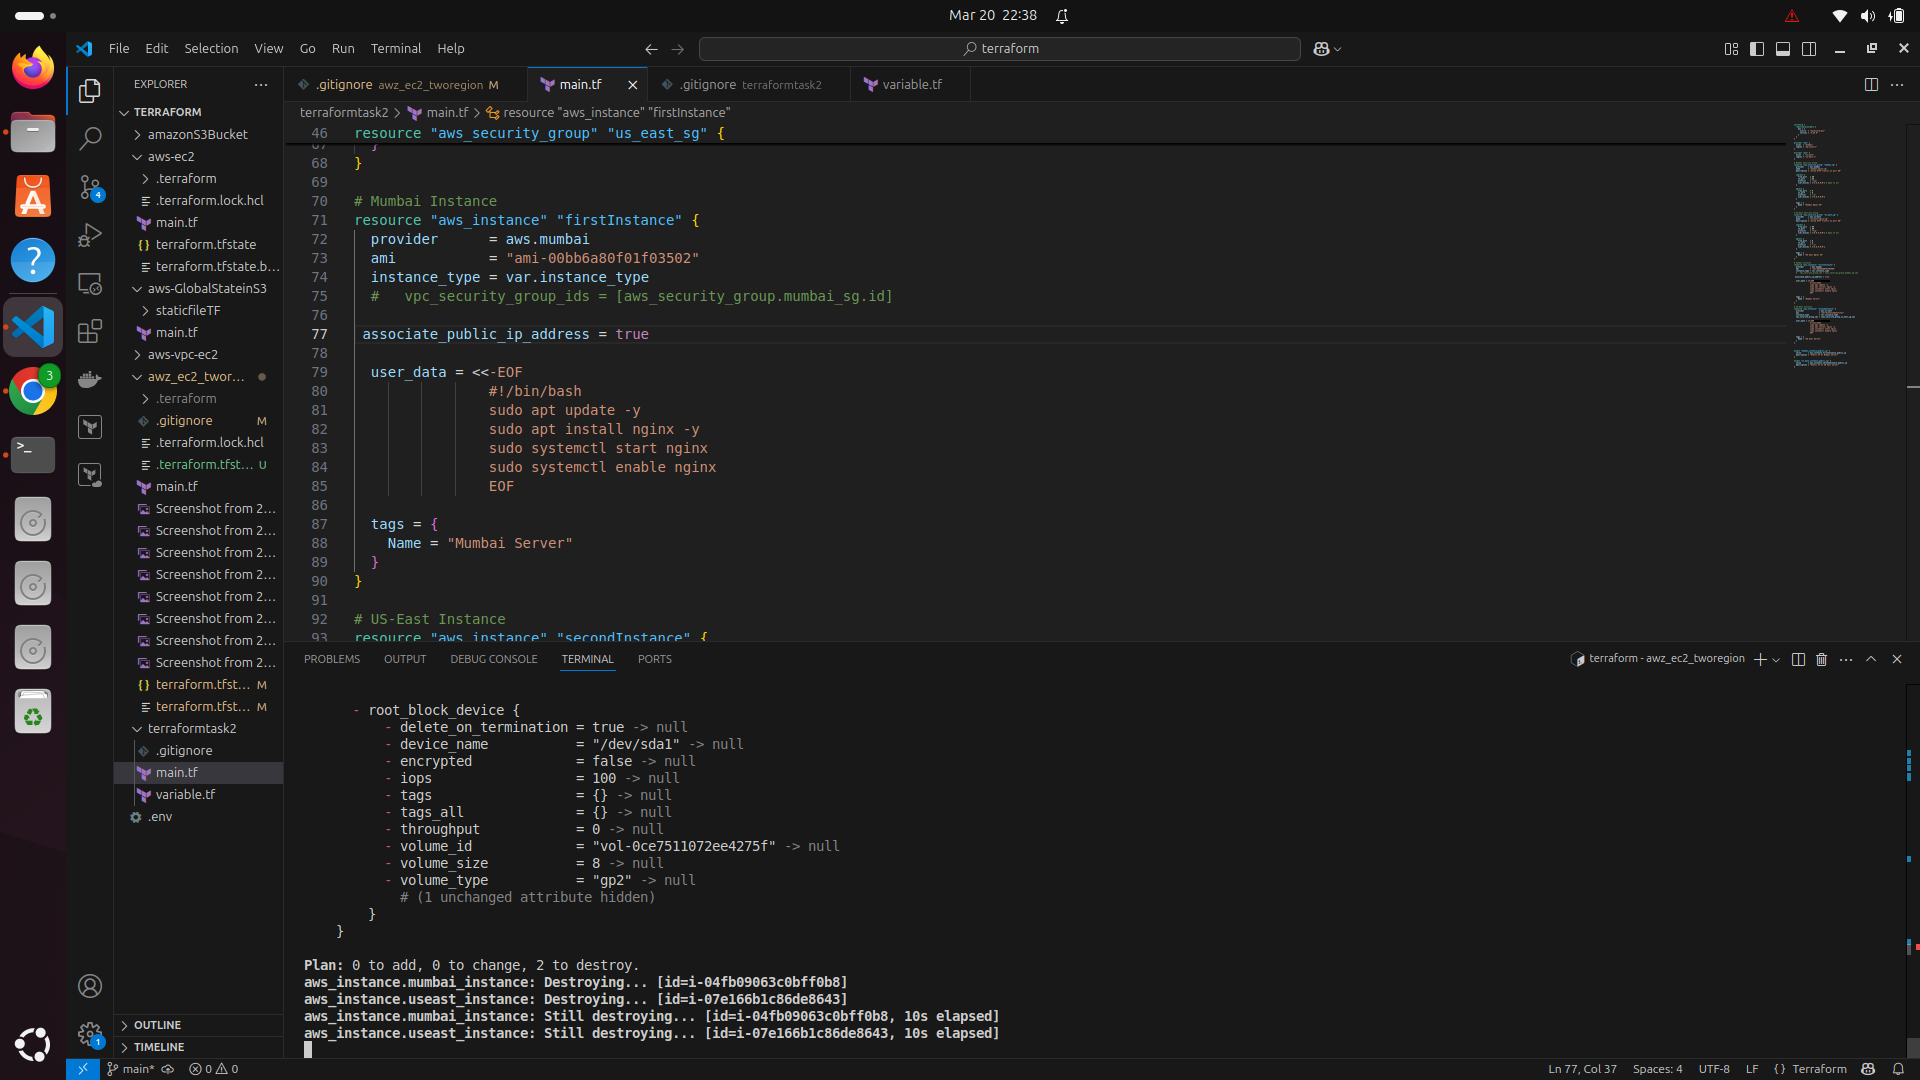 Mar 20 22:38
File Edit Selection View Go Run Terminal Help
terraform
EXPLORER
.gitignore awz_ec2_tworegion M
main.tf
.gitignore terraformtask2
variable.tf
terraformtask2 > main.tf > resource "aws_instance" "firstInstance"
TERRAFORM
amazonS3Bucket
aws-ec2
.terraform
.terraform.lock.hcl
main.tf
terraform.tfstate
terraform.tfstate.b...
aws-GlobalStateinS3
staticfileTF
main.tf
aws-vpc-ec2
awz_ec2_twor...
.terraform
.gitignore M
.terraform.lock.hcl
.terraform.tfst... U
main.tf
Screenshot from 2...
Screenshot from 2...
Screenshot from 2...
Screenshot from 2...
Screenshot from 2...
Screenshot from 2...
Screenshot from 2...
Screenshot from 2...
terraform.tfst... M
terraform.tfst... M
terraformtask2
.gitignore
main.tf
variable.tf
.env
OUTLINE
TIMELINE
4
3
1
46 resource "aws_security_group" "us_east_sg" {
67 }
68 }
69
70 # Mumbai Instance
71 resource "aws_instance" "firstInstance" {
72 provider = aws.mumbai
73 ami = "ami-00bb6a80f01f03502"
74 instance_type = var.instance_type
75 # vpc_security_group_ids = [aws_security_group.mumbai_sg.id]
76
77 associate_public_ip_address = true
78
79 user_data = <<-EOF
80 #!/bin/bash
81 sudo apt update -y
82 sudo apt install nginx -y
83 sudo systemctl start nginx
84 sudo systemctl enable nginx
85 EOF
86
87 tags = {
88 Name = "Mumbai Server"
89 }
90 }
91
92 # US-East Instance
93 resource "aws_instance" "secondInstance" {
PROBLEMS OUTPUT DEBUG CONSOLE TERMINAL PORTS
terraform - awz_ec2_tworegion
- root_block_device {
- delete_on_termination = true -> null
- device_name = "/dev/sda1" -> null
- encrypted = false -> null
- iops = 100 -> null
- tags = {} -> null
- tags_all = {} -> null
- throughput = 0 -> null
- volume_id = "vol-0ce7511072ee4275f" -> null
- volume_size = 8 -> null
- volume_type = "gp2" -> null
# (1 unchanged attribute hidden)
}
}
Plan: 0 to add, 0 to change, 2 to destroy.
aws_instance.mumbai_instance: Destroying... [id=i-04fb09063c0bff0b8]
aws_instance.useast_instance: Destroying... [id=i-07e166b1c86de8643]
aws_instance.mumbai_instance: Still destroying... [id=i-04fb09063c0bff0b8, 10s elapsed]
aws_instance.useast_instance: Still destroying... [id=i-07e166b1c86de8643, 10s elapsed]
main* 0 0
Ln 77, Col 37 Spaces: 4 UTF-8 LF {} Terraform